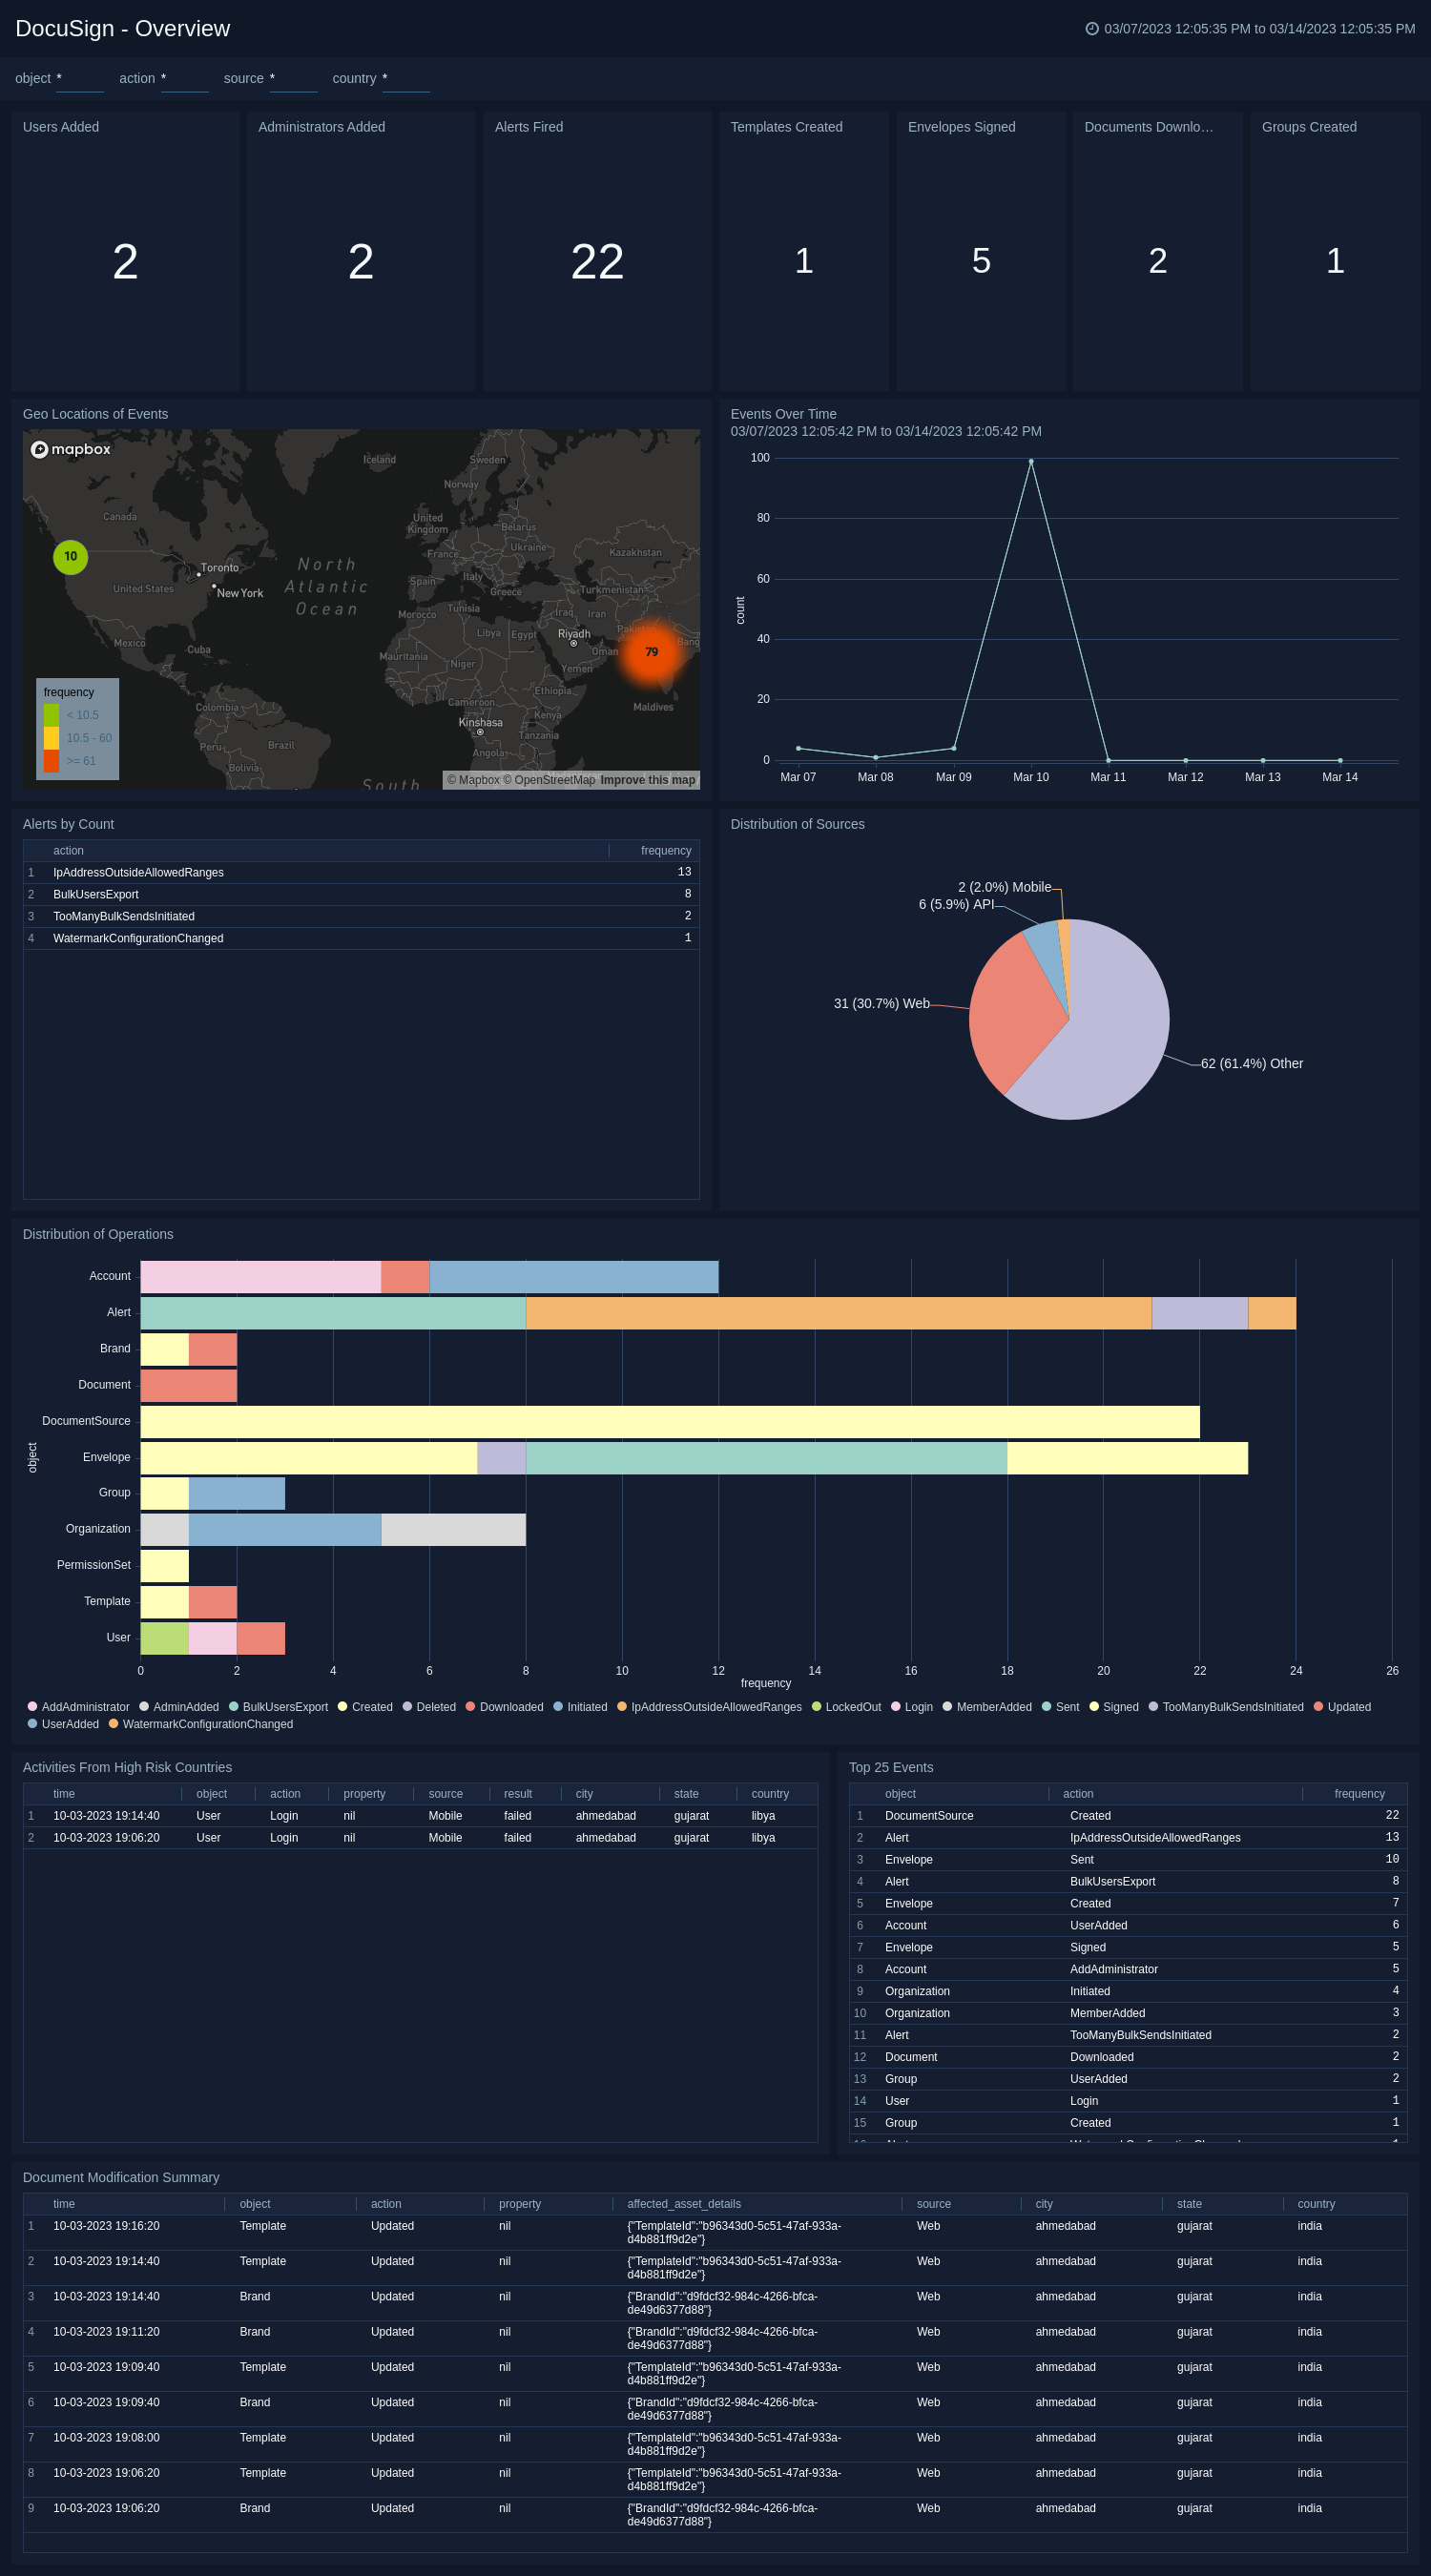 DocuSign - Overview
03/07/2023 12:05:35 PM to 03/14/2023 12:05:35 PM
object * action * source * country *
Users Added
2
Administrators Added
2
Alerts Fired
22
Templates Created
1
Envelopes Signed
5
Documents Downlo…
2
Groups Created
1
Geo Locations of Events
mapbox
Iceland
Sweden
Norway
Canada
United
Kingdom
Belarus
Ukraine
France
Kazakhstan
10
Toronto
North
Atlantic
Ocean
United States
New York
Spain
Italy
Greece
Turkmenistan
Morocco
Tunisia
Iraq
Iran
Libya
Egypt
Riyadh
Mexico
Cuba
Mauritania
Niger
Oman
79
Yemen
Ethiopia
Cameroon
Maldives
Colombia
Kinshasa
Kenya
Tanzania
Peru
Brazil
Angola
Bolivia
South
frequency
< 10.5
10.5 - 60
>= 61
© Mapbox © OpenStreetMap Improve this map
Events Over Time
03/07/2023 12:05:42 PM to 03/14/2023 12:05:42 PM
100
80
60
40
20
0
count
Mar 07 Mar 08 Mar 09 Mar 10 Mar 11 Mar 12 Mar 13 Mar 14
Alerts by Count
action frequency
1 IpAddressOutsideAllowedRanges 13
2 BulkUsersExport 8
3 TooManyBulkSendsInitiated 2
4 WatermarkConfigurationChanged 1
Distribution of Sources
2 (2.0%) Mobile
6 (5.9%) API
31 (30.7%) Web
62 (61.4%) Other
Distribution of Operations
object
Account
Alert
Brand
Document
DocumentSource
Envelope
Group
Organization
PermissionSet
Template
User
0 2 4 6 8 10 12 14 16 18 20 22 24 26
frequency
AddAdministrator AdminAdded BulkUsersExport Created Deleted Downloaded Initiated IpAddressOutsideAllowedRanges LockedOut Login MemberAdded Sent Signed TooManyBulkSendsInitiated Updated
UserAdded WatermarkConfigurationChanged
Activities From High Risk Countries
time object action property source result city state country
1 10-03-2023 19:14:40 User Login nil Mobile failed ahmedabad gujarat libya
2 10-03-2023 19:06:20 User Login nil Mobile failed ahmedabad gujarat libya
Top 25 Events
object action frequency
1 DocumentSource Created 22
2 Alert IpAddressOutsideAllowedRanges 13
3 Envelope Sent 10
4 Alert BulkUsersExport 8
5 Envelope Created 7
6 Account UserAdded 6
7 Envelope Signed 5
8 Account AddAdministrator 5
9 Organization Initiated 4
10 Organization MemberAdded 3
11 Alert TooManyBulkSendsInitiated 2
12 Document Downloaded 2
13 Group UserAdded 2
14 User Login 1
15 Group Created 1
Document Modification Summary
time object action property affected_asset_details source city state country
1 10-03-2023 19:16:20 Template Updated nil {"TemplateId":"b96343d0-5c51-47af-933a- Web ahmedabad gujarat india
d4b881ff9d2e"}
2 10-03-2023 19:14:40 Template Updated nil {"TemplateId":"b96343d0-5c51-47af-933a- Web ahmedabad gujarat india
d4b881ff9d2e"}
3 10-03-2023 19:14:40 Brand Updated nil {"BrandId":"d9fdcf32-984c-4266-bfca- Web ahmedabad gujarat india
de49d6377d88"}
4 10-03-2023 19:11:20 Brand Updated nil {"BrandId":"d9fdcf32-984c-4266-bfca- Web ahmedabad gujarat india
de49d6377d88"}
5 10-03-2023 19:09:40 Template Updated nil {"TemplateId":"b96343d0-5c51-47af-933a- Web ahmedabad gujarat india
d4b881ff9d2e"}
6 10-03-2023 19:09:40 Brand Updated nil {"BrandId":"d9fdcf32-984c-4266-bfca- Web ahmedabad gujarat india
de49d6377d88"}
7 10-03-2023 19:08:00 Template Updated nil {"TemplateId":"b96343d0-5c51-47af-933a- Web ahmedabad gujarat india
d4b881ff9d2e"}
8 10-03-2023 19:06:20 Template Updated nil {"TemplateId":"b96343d0-5c51-47af-933a- Web ahmedabad gujarat india
d4b881ff9d2e"}
9 10-03-2023 19:06:20 Brand Updated nil {"BrandId":"d9fdcf32-984c-4266-bfca- Web ahmedabad gujarat india
de49d6377d88"}